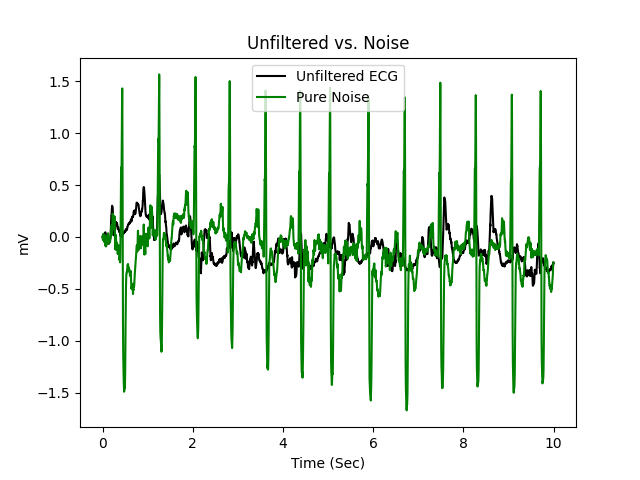 Unfiltered vs. Noise
Unfiltered ECG
Pure Noise
mV
1.5
1.0
0.5
0.0
−0.5
−1.0
−1.5
0
2
4
6
8
10
Time (Sec)